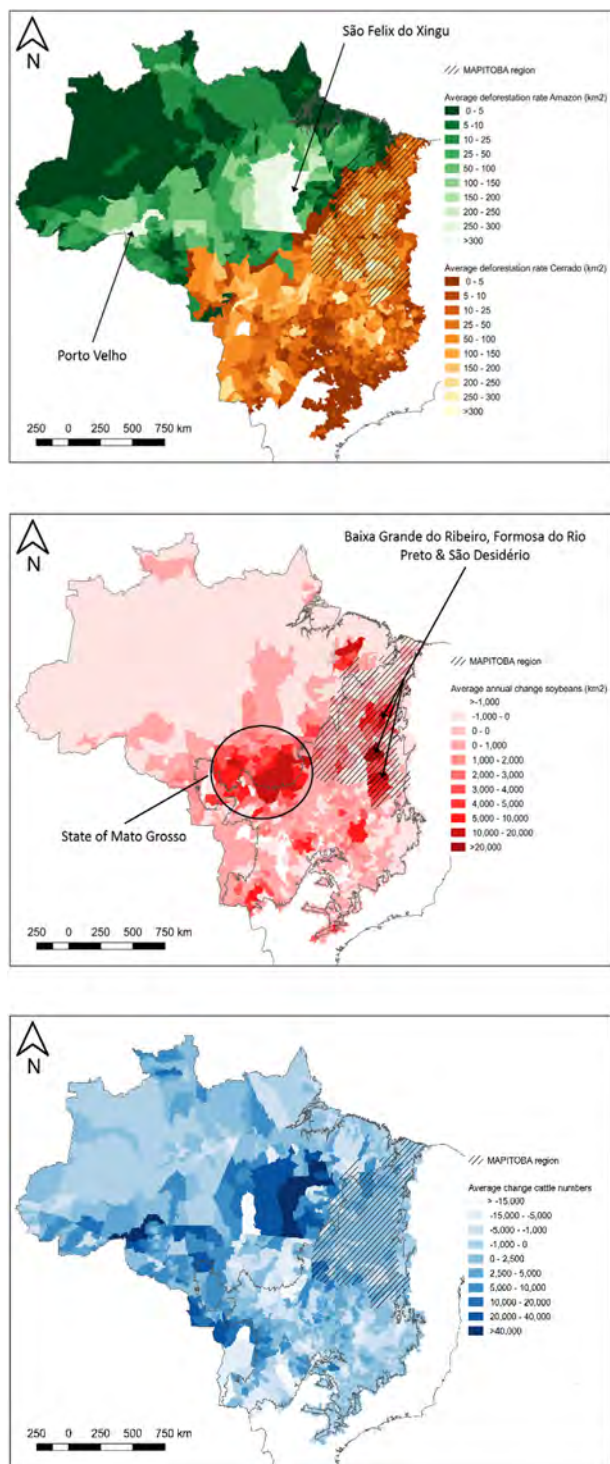 São Felix do Xingu
N
MAPITOBA region
Average deforestation rate Amazon (km2)
0 - 5
5 -10
10 - 25
25 - 50
50 - 100
100 - 150
150 - 200
200 - 250
250 - 300
>300
Average deforestation rate Cerrado (km2)
0 - 5
5 - 10
10 - 25
25 - 50
50 - 100
100 - 150
150 - 200
200 - 250
250 - 300
>300
Porto Velho
250 0 250 500 750 km
Baixa Grande do Ribeiro, Formosa do Rio
Preto & São Desidério
N
MAPITOBA region
Average annual change soybeans (km2)
>-1,000
-1,000 - 0
0 - 0
0 - 1,000
1,000 - 2,000
2,000 - 3,000
3,000 - 4,000
4,000 - 5,000
5,000 - 10,000
10,000 - 20,000
>20,000
State of Mato Grosso
250 0 250 500 750 km
N
MAPITOBA region
Average change cattle numbers
> -15,000
-15,000 - -5,000
-5,000 - -1,000
-1,000 - 0
0 - 2,500
2,500 - 5,000
5,000 - 10,000
10,000 - 20,000
20,000 - 40,000
>40,000
250 0 250 500 750 km